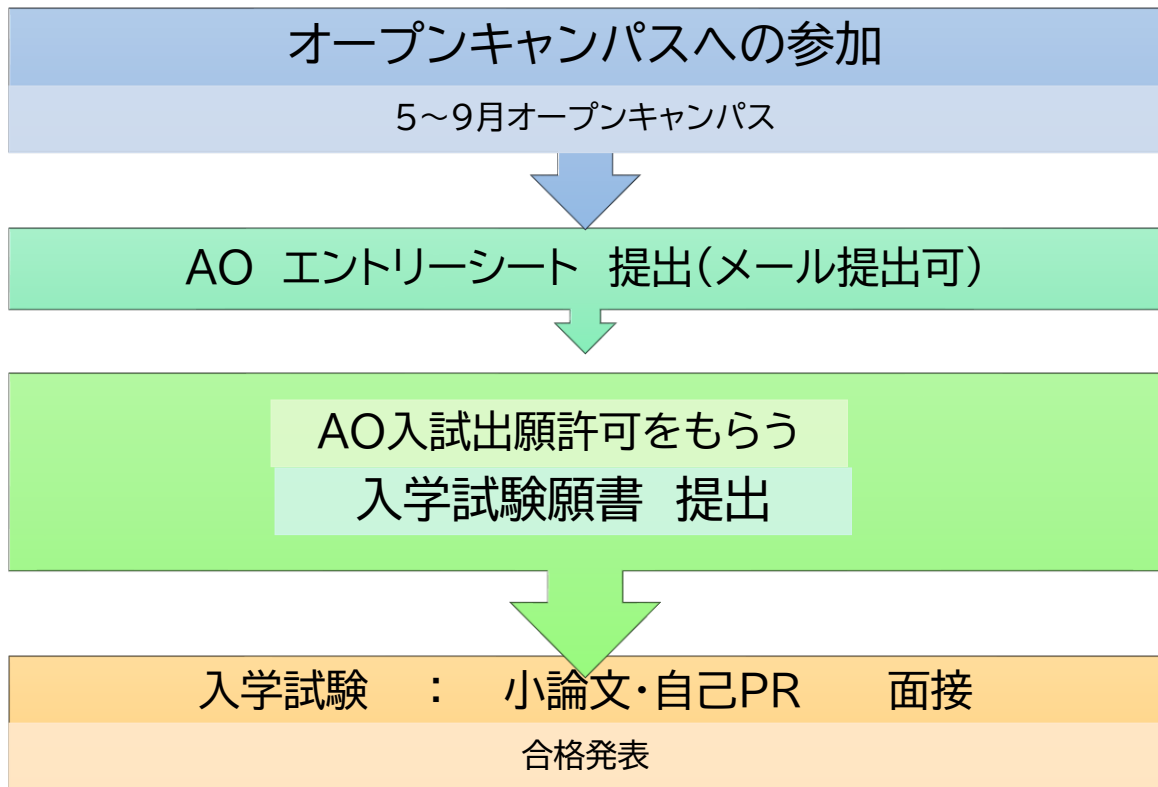 オープンキャンパスへの参加
5～9月オープンキャンパス
AO　エントリーシート　提出(メール提出可)
AO入試出願許可をもらう
入学試験願書　提出
入学試験　：　小論文・自己PR　　面接
合格発表